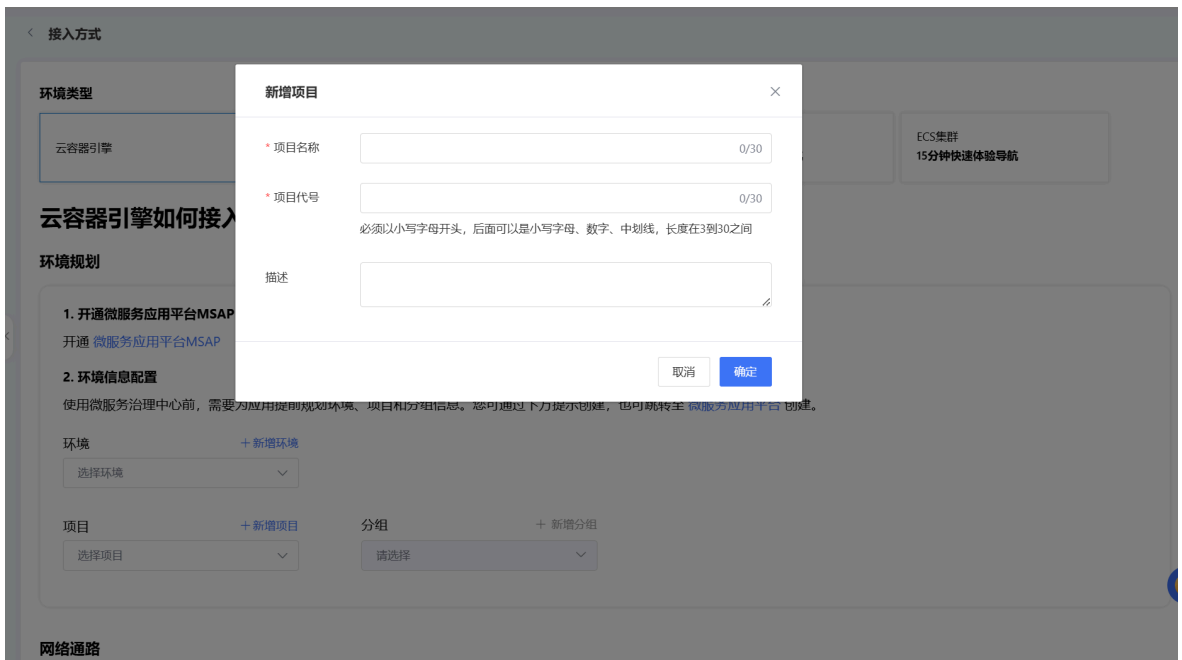 接入方式
环境类型
云容器引擎
ECS集群
15分钟快速体验导航
新增项目
* 项目名称
0/30
* 项目代号
0/30
必须以小写字母开头，后面可以是小写字母、数字、中划线，长度在3到30之间
描述
取消
确定
云容器引擎如何接入
环境规划
1. 开通微服务应用平台MSAP
开通 微服务应用平台MSAP
2. 环境信息配置
使用微服务治理中心前，需要为应用提前规划环境、项目和分组信息。您可通过下方提示创建，也可跳转至 微服务应用平台 创建。
环境
+ 新增环境
选择环境
项目
+ 新增项目
分组
+ 新增分组
选择项目
请选择
网络通路